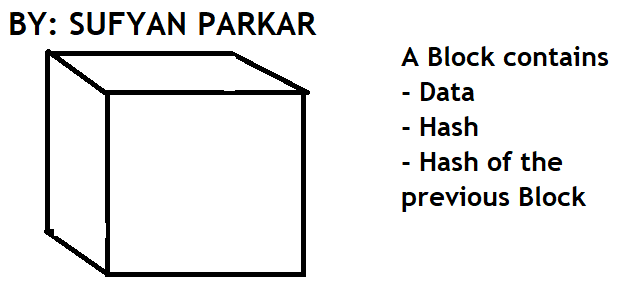 BY: SUFYAN PARKAR
A Block contains
- Data
- Hash
- Hash of the
previous Block